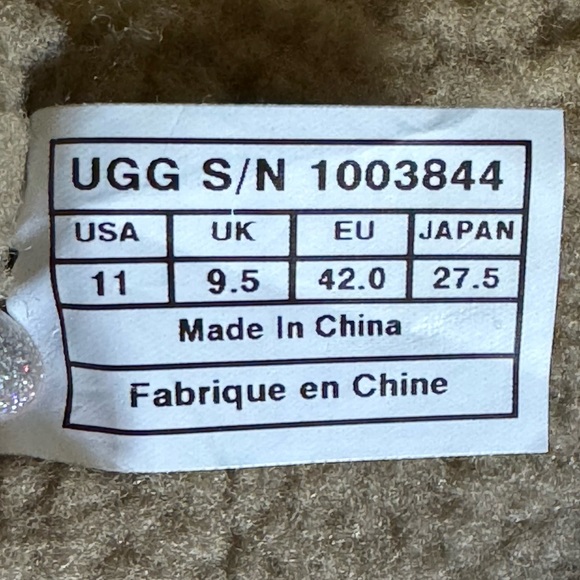 UGG S/N 1003844
USA UK EU JAPAN
11 9.5 42.0 27.5
Made In China
Fabrique en Chine